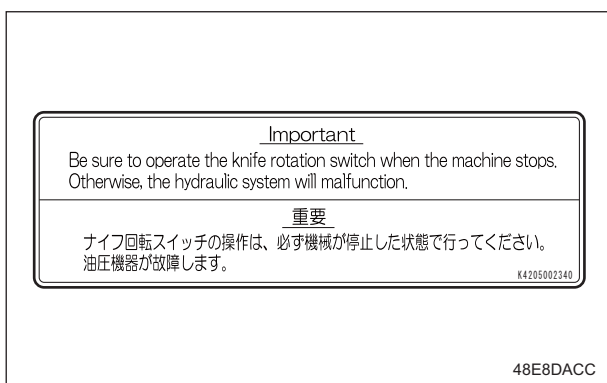 Important
Be sure to operate the knife rotation switch when the machine stops.
Otherwise, the hydraulic system will malfunction.
重要
ナイフ回転スイッチの操作は、必ず機械が停止した状態で行ってください。
油圧機器が故障します。
K4205002340
48E8DACC